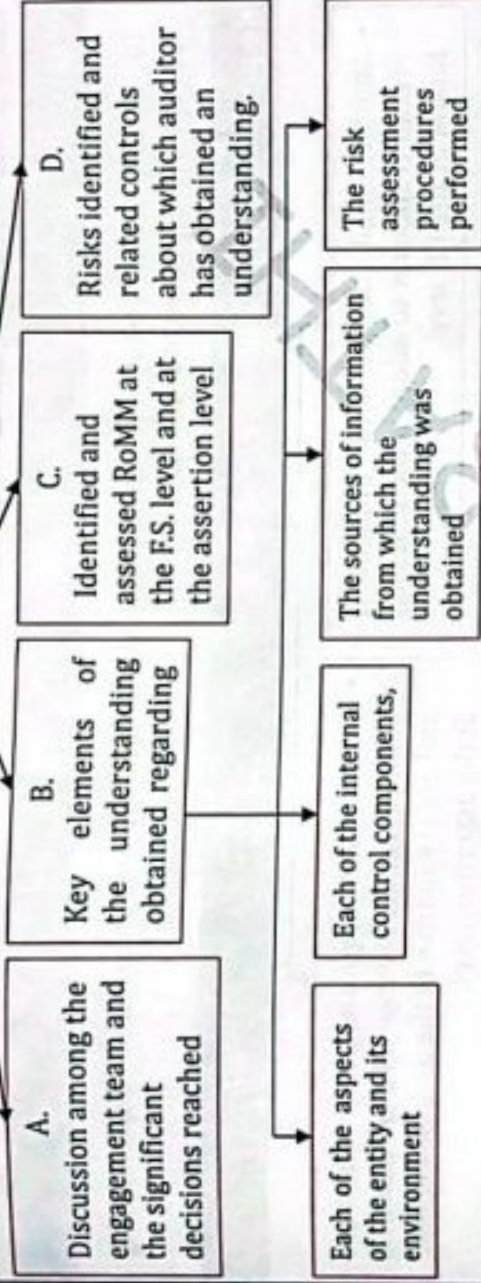 A.
Discussion among the
engagement team and
the significant
decisions reached
B.
Key elements of
the understanding
obtained regarding
C.
Identified and
assessed RoMM at
the F.S. level and at
the assertion level
D.
Risks identified and
related controls
about which auditor
has obtained an
understanding.
Each of the aspects
of the entity and its
environment
Each of the internal
control components,
The sources of information
from which the
understanding was
obtained
The risk
assessment
procedures
performed